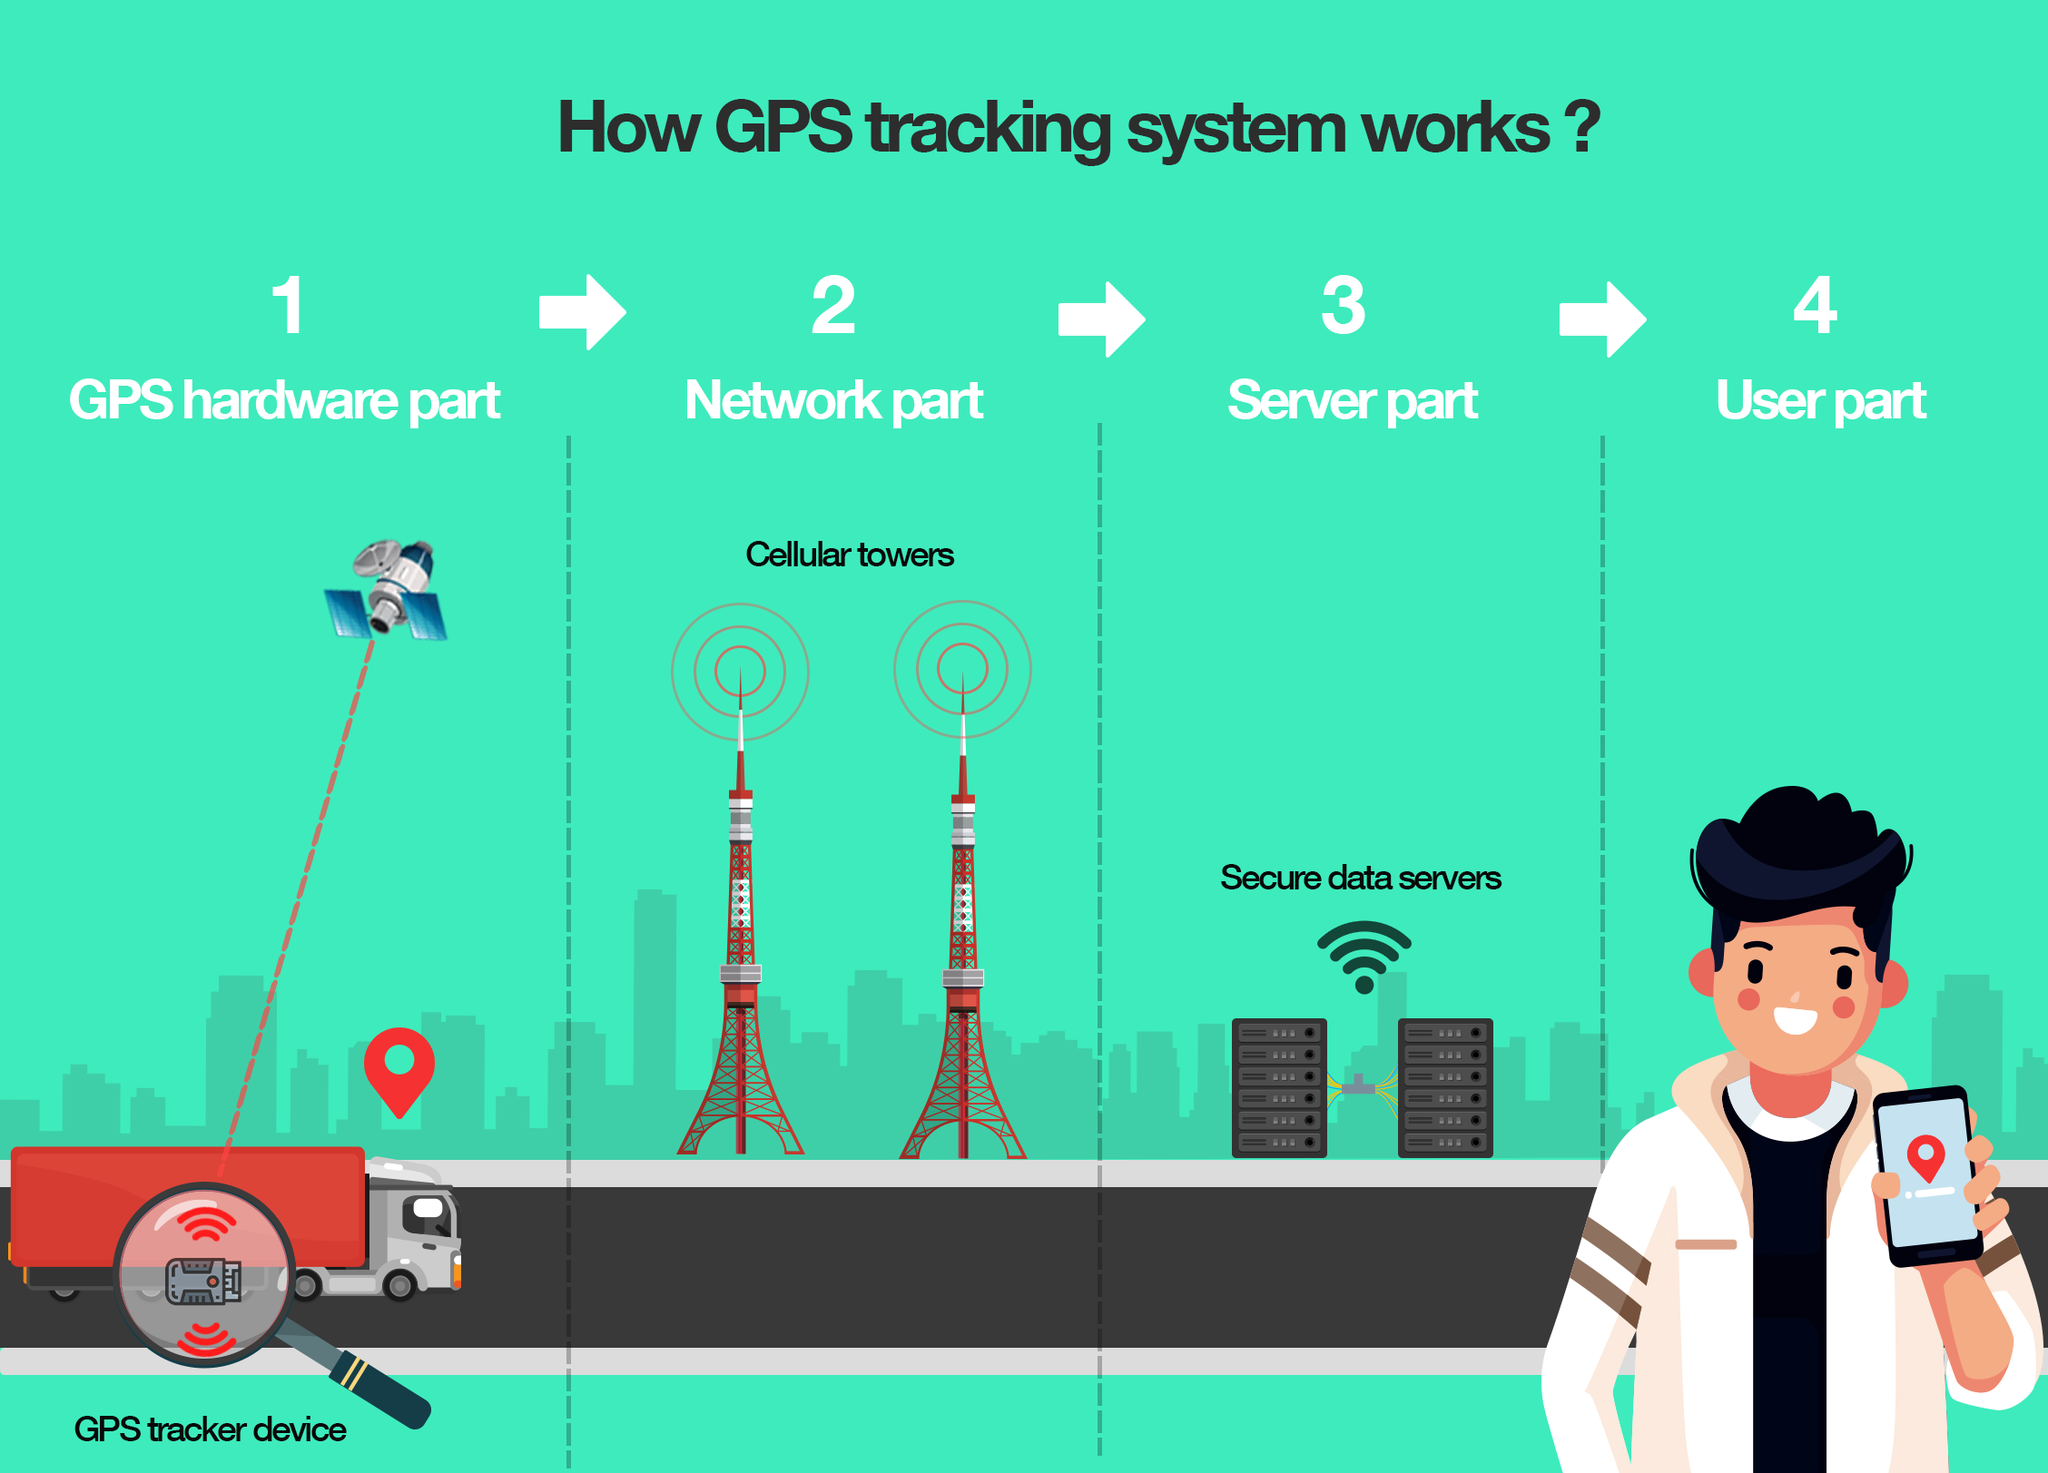 How GPS tracking system works ?
1
2
3
4
GPS hardware part
Network part
Server part
User part
Cellular towers
Secure data servers
GPS tracker device